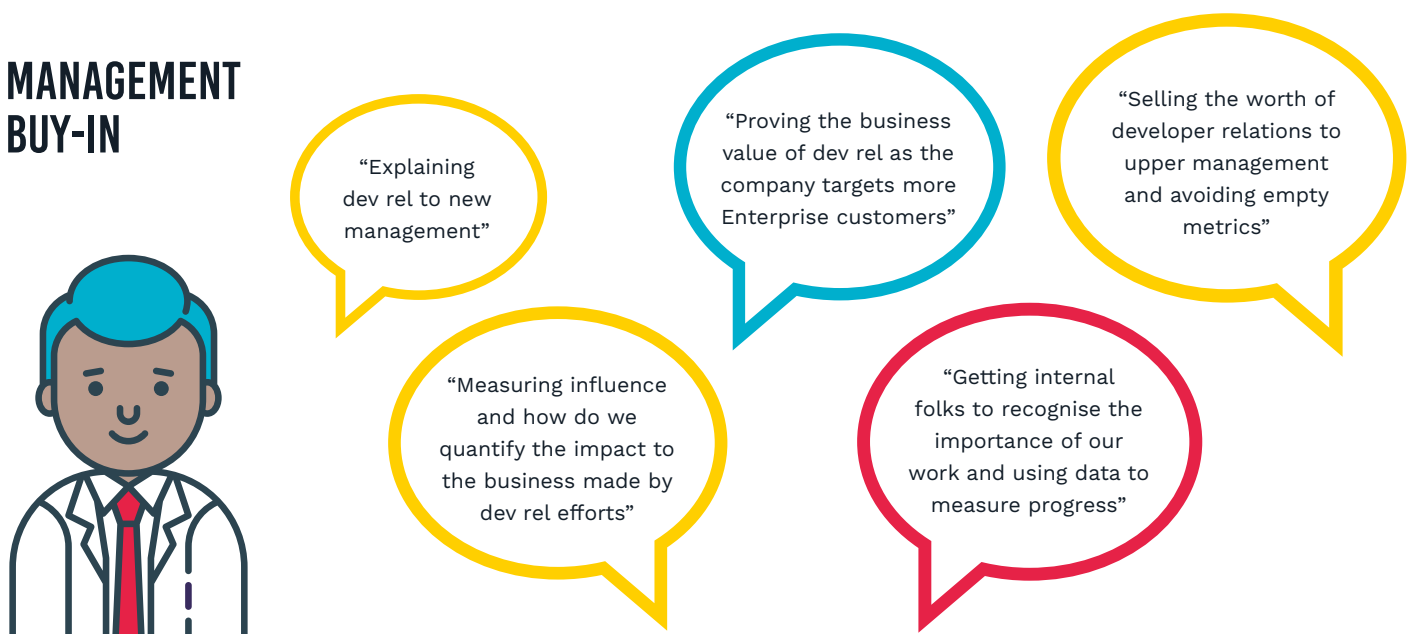 MANAGEMENT
BUY-IN
“Explaining
dev rel to new
management”
“Proving the business
value of dev rel as the
company targets more
Enterprise customers”
“Selling the worth of
developer relations to
upper management
and avoiding empty
metrics”
“Measuring influence
and how do we
quantify the impact to
the business made by
dev rel efforts”
“Getting internal
folks to recognise the
importance of our
work and using data to
measure progress”